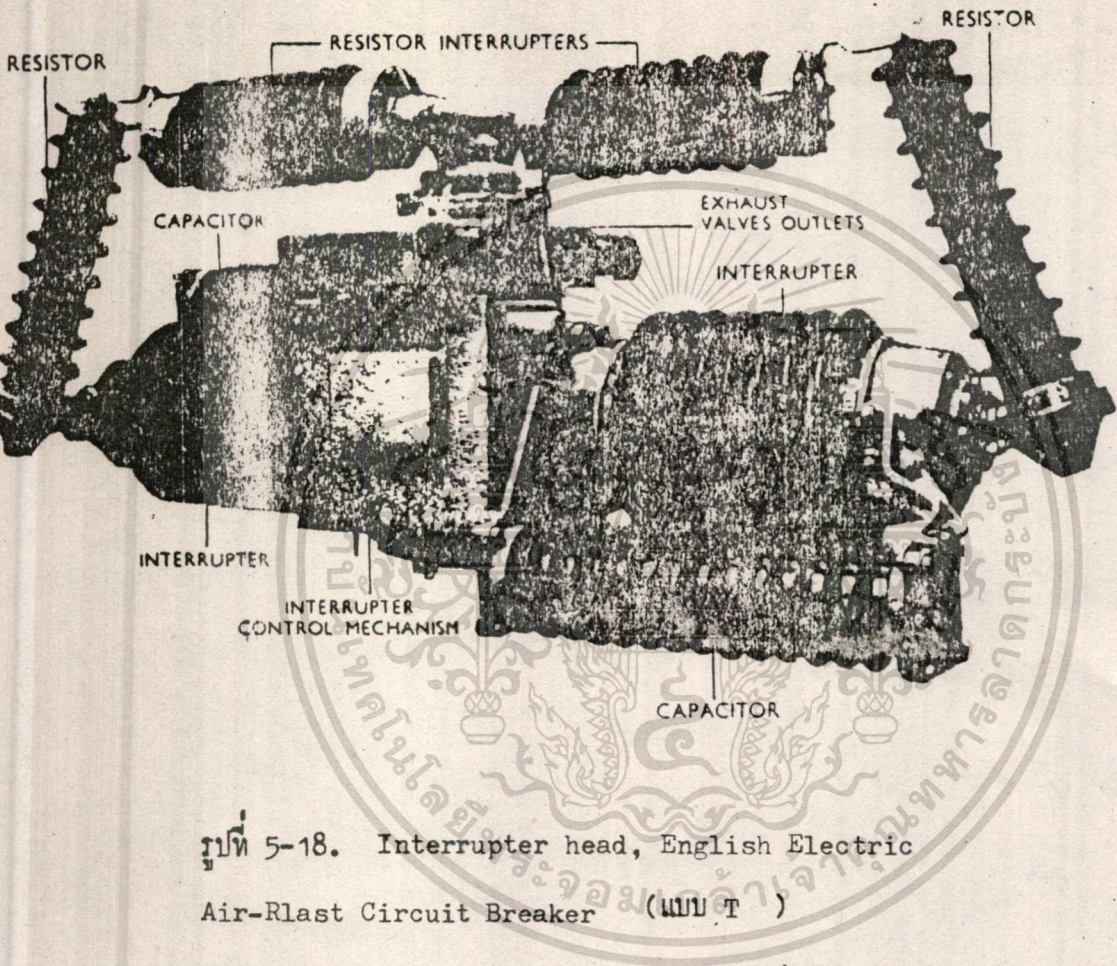 RESISTOR
RESISTOR INTERRUPTERS
RESISTOR
CAPACITOR
EXHAUST
VALVES OUTLETS
INTERRUPTER
INTERRUPTER
INTERRUPTER
CONTROL MECHANISM
CAPACITOR
รูปที่ 5-18. Interrupter head, English Electric
Air-Rlast Circuit Breaker (แบบ T )